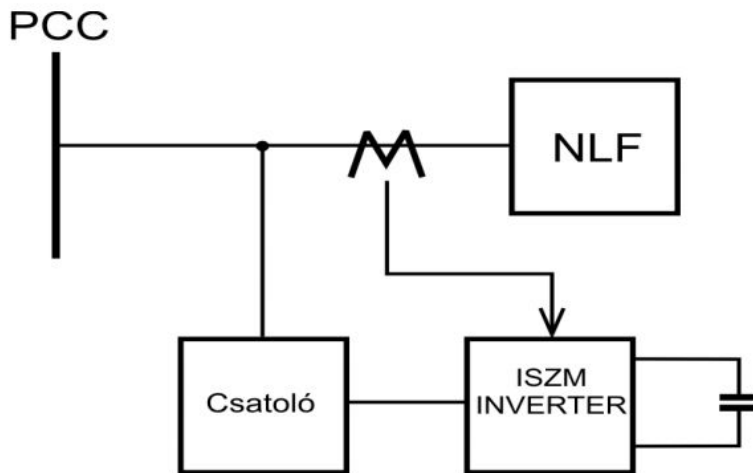 PCC
NLF
Csatoló
ISZM
INVERTER